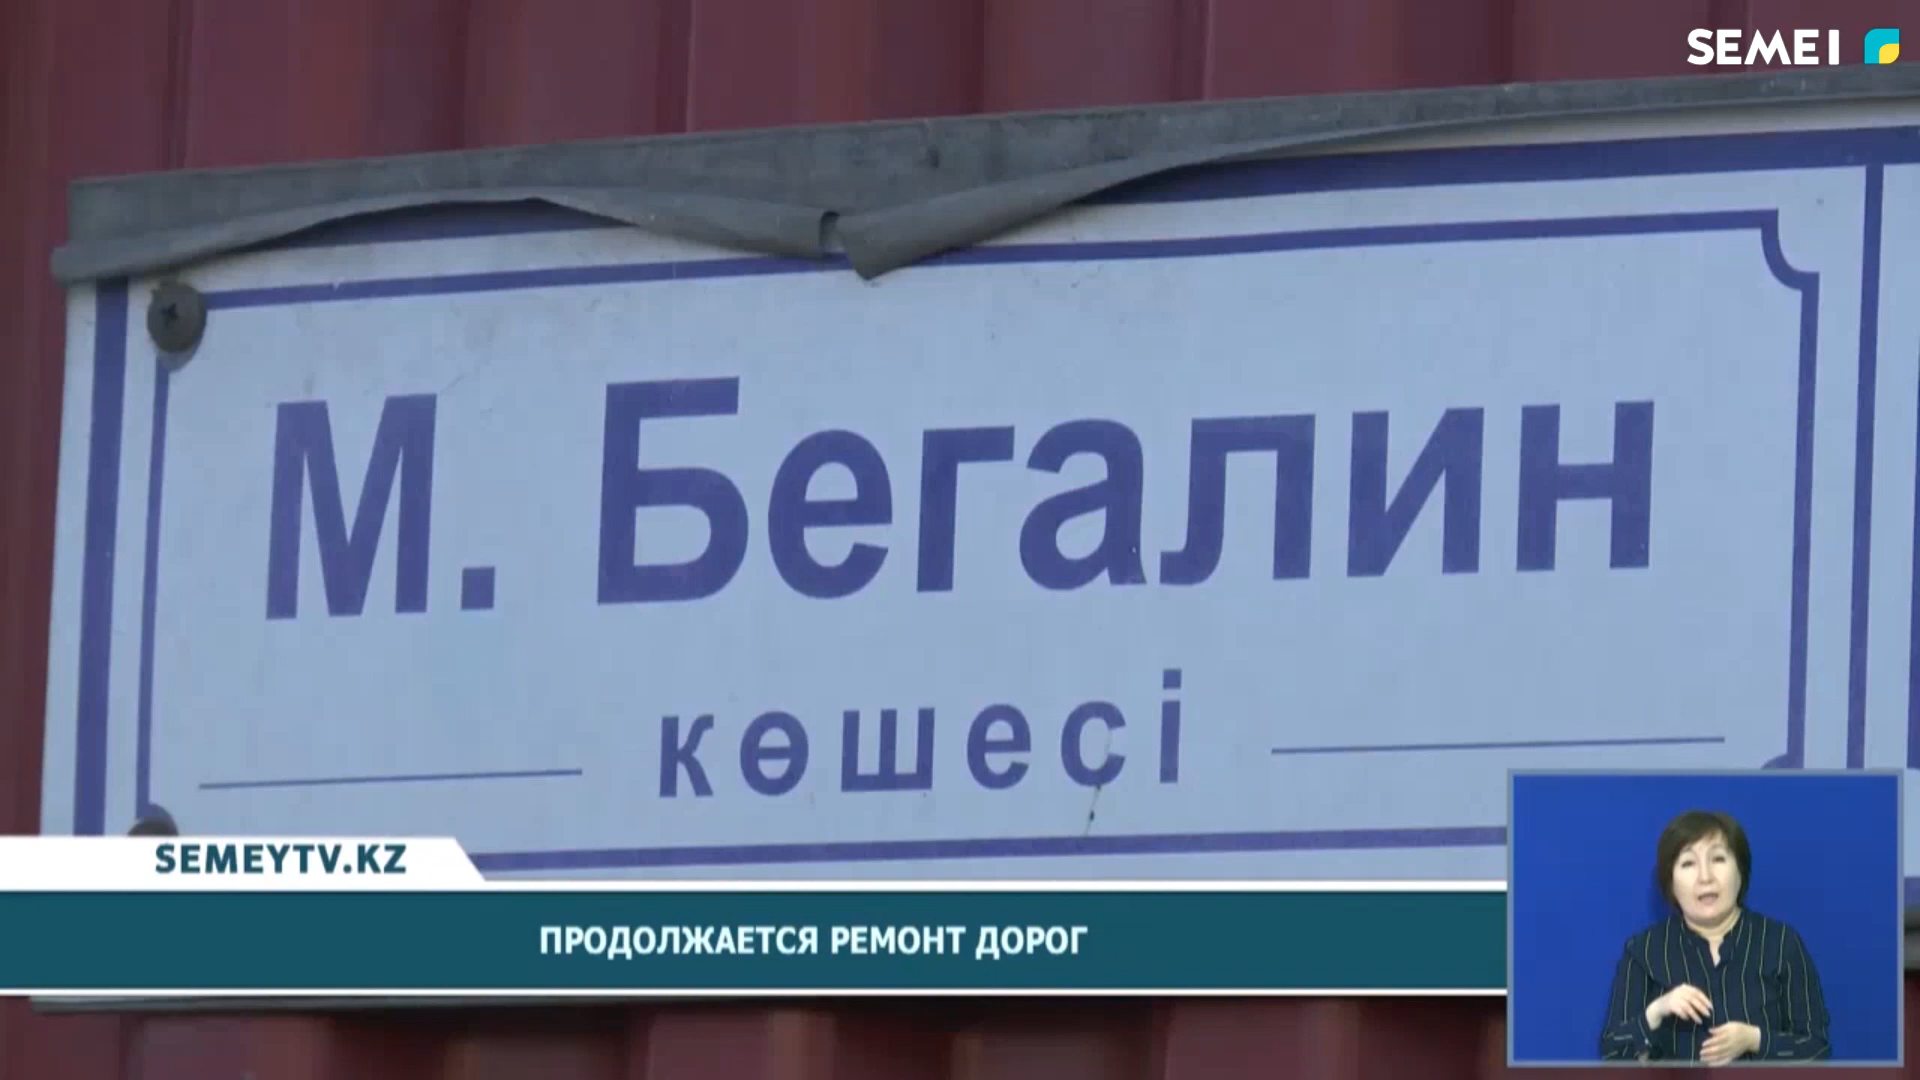 SEMEI
М. Бегалин
көшесі
SEMEYTV.KZ
ПРОДОЛЖАЕТСЯ РЕМОНТ ДОРОГ